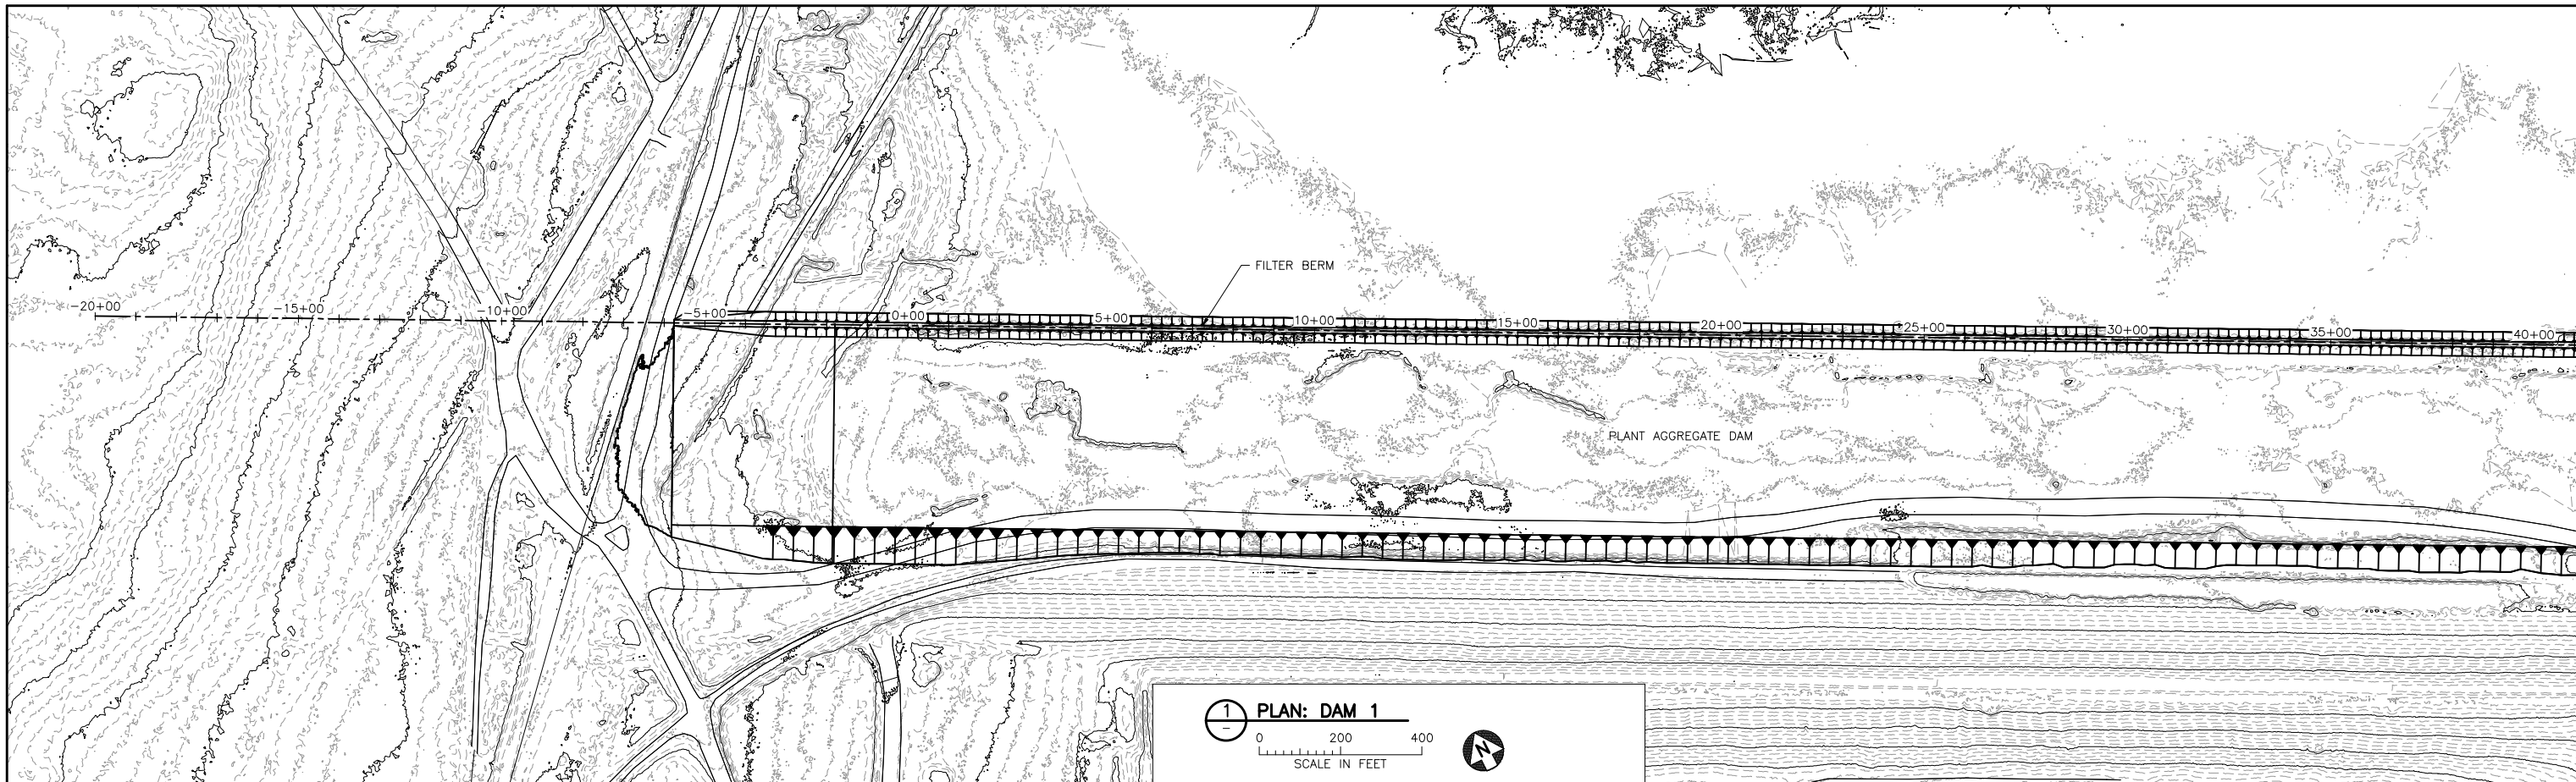 FILTER BERM
-20+00
-15+00
-10+00
-5+00
0+00
5+00
10+00
15+00
20+00
25+00
30+00
35+00
40+00
PLANT AGGREGATE DAM
1
-
PLAN: DAM 1
0 200 400
SCALE IN FEET
N